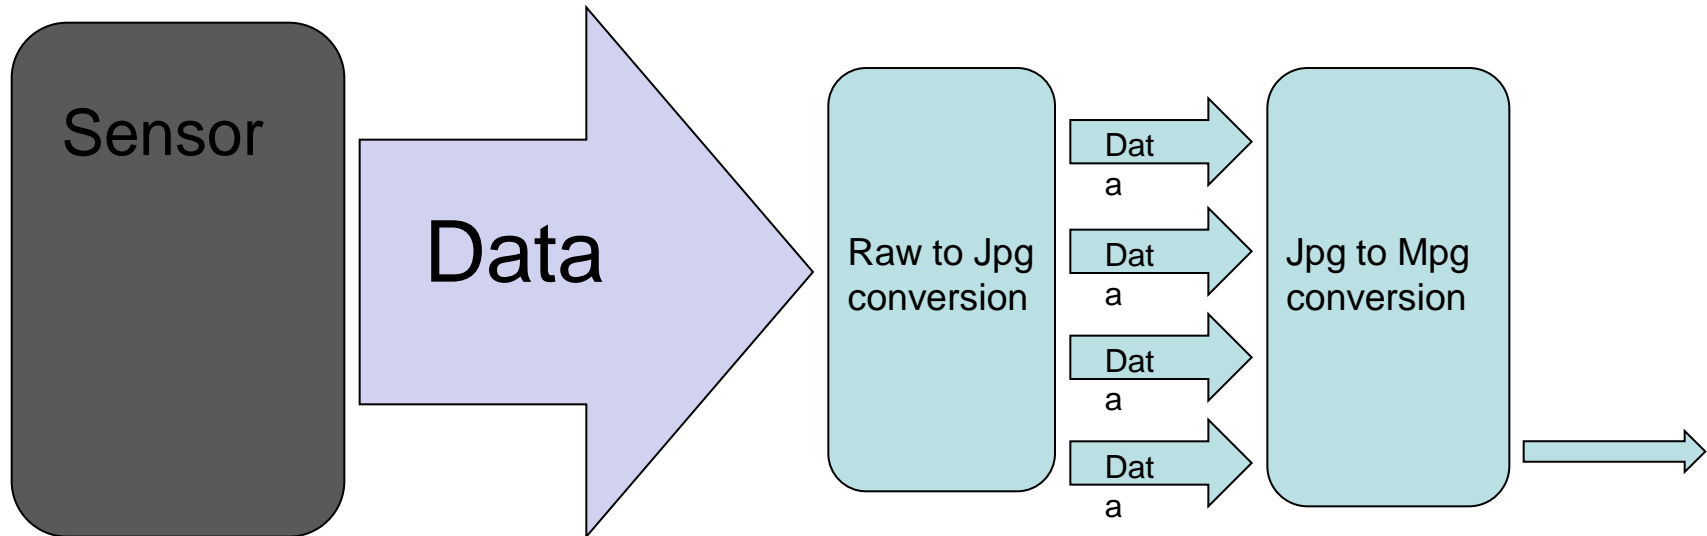 Sensor
Data
Raw to Jpg
conversion
Dat
a
Dat
a
Dat
a
Dat
a
Jpg to Mpg
conversion